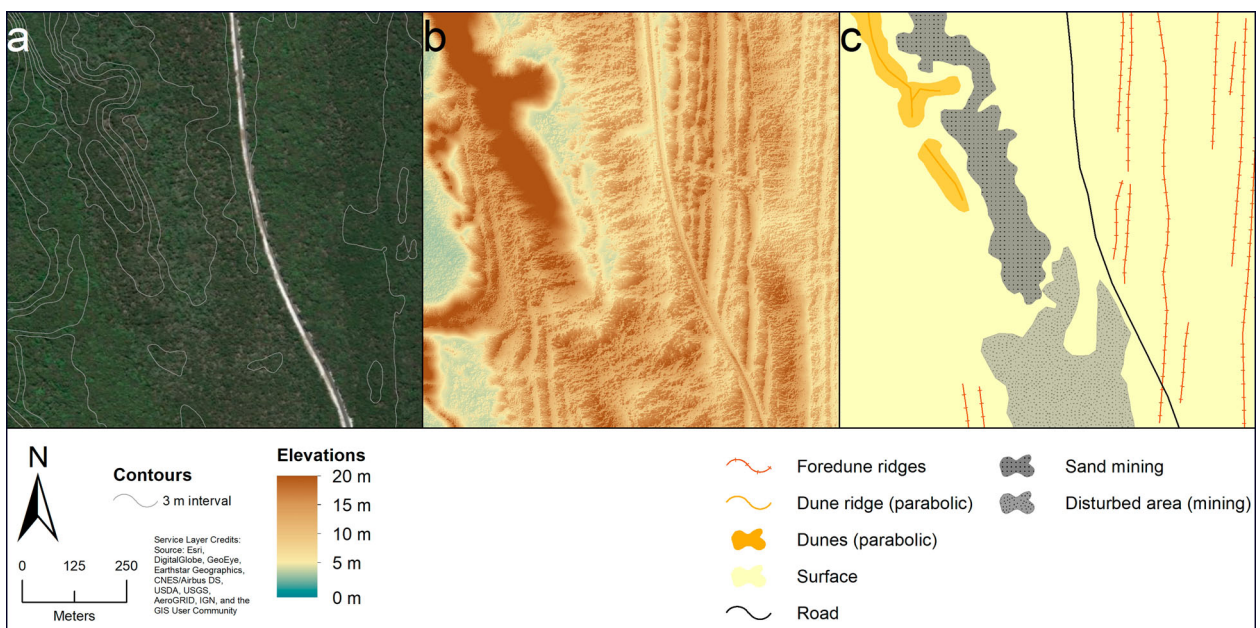 a
b
c
N
Contours
3 m interval
0 125 250
Meters
Service Layer Credits:
Source: Esri,
DigitalGlobe, GeoEye,
Earthstar Geographics,
CNES/Airbus DS,
USDA, USGS,
AeroGRID, IGN, and the
GIS User Community
Elevations
20 m
15 m
10 m
5 m
0 m
Foredune ridges
Dune ridge (parabolic)
Dunes (parabolic)
Surface
Road
Sand mining
Disturbed area (mining)